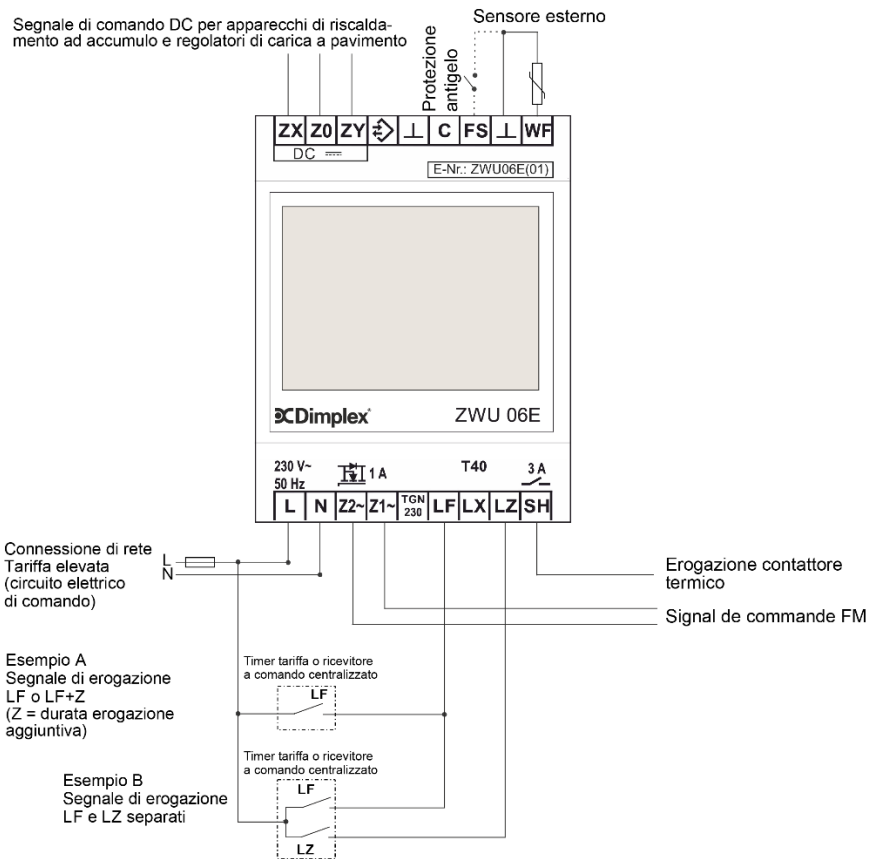 Segnale di comando DC per apparecchi di riscalda-
mento ad accumulo e regolatori di carica a pavimento
Sensore esterno
Protezione
antigelo
ZX Z0 ZY ⊥ C FS ⊥ WF
DC
E-Nr.: ZWU06E(01)
Dimplex
ZWU 06E
230 V~
50 Hz
1 A
T40
3 A
L N Z2~ Z1~ TGN 230 LF LX LZ SH
Connessione di rete
Tariffa elevata
(circuito elettrico
di comando)
L
N
Erogazione contattore
termico
Signal de commande FM
Esempio A
Segnale di erogazione
LF o LF+Z
(Z = durata erogazione
aggiuntiva)
Timer tariffa o ricevitore
a comando centralizzato
LF
Timer tariffa o ricevitore
a comando centralizzato
Esempio B
Segnale di erogazione
LF e LZ separati
LF
LZ